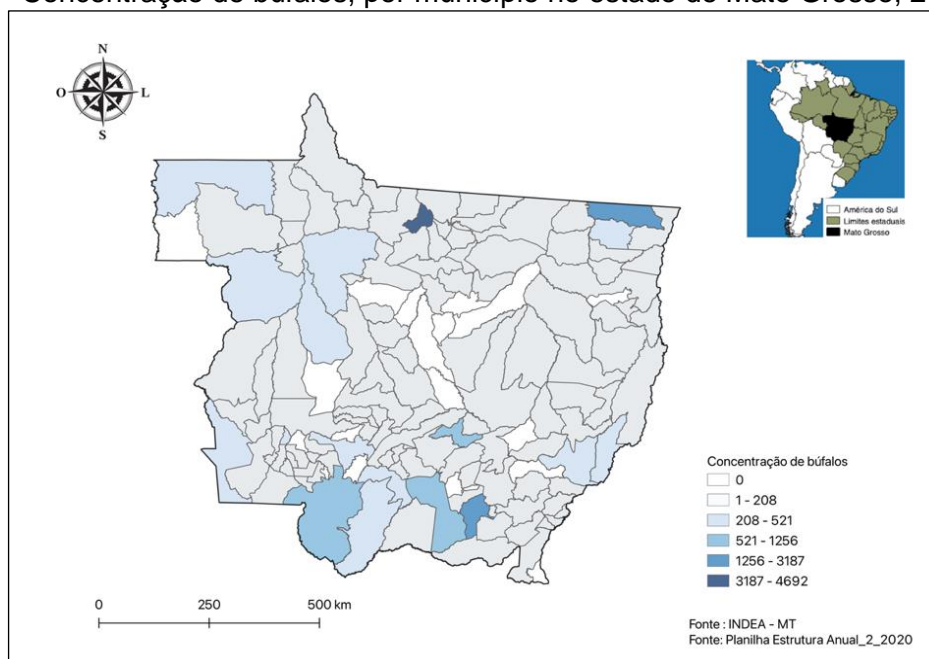 Concentração de búfalos, por município no estado de Mato Grosso, 2
N
O
L
S
América do Sul
Limites estaduais
Mato Grosso
Concentração de búfalos
0
1 - 208
208 - 521
521 - 1256
1256 - 3187
3187 - 4692
0 250 500 km
Fonte : INDEA - MT
Fonte: Planilha Estrutura Anual_2_2020